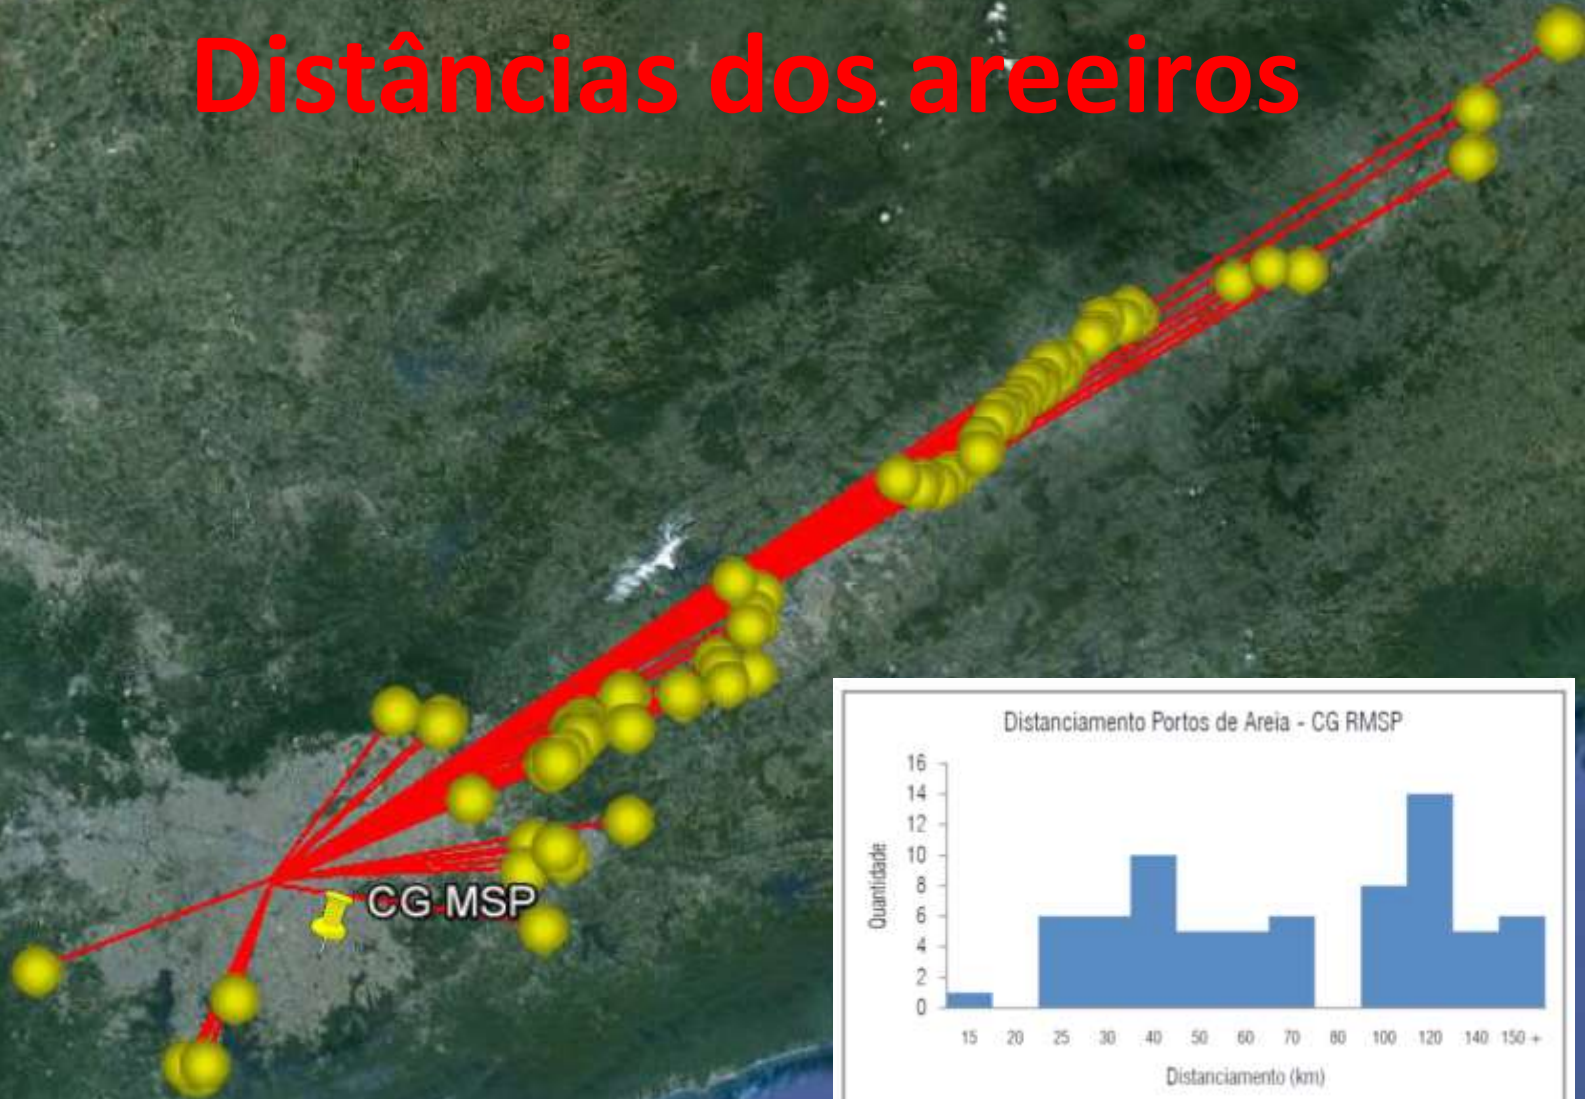 Distâncias dos areeiros
CG MSP
Distanciamento Portos de Areia - CG RMSP
Quantidade
16
14
12
10
8
6
4
2
0
15 20 25 30 40 50 60 70 80 100 120 140 150 +
Distanciamento (km)